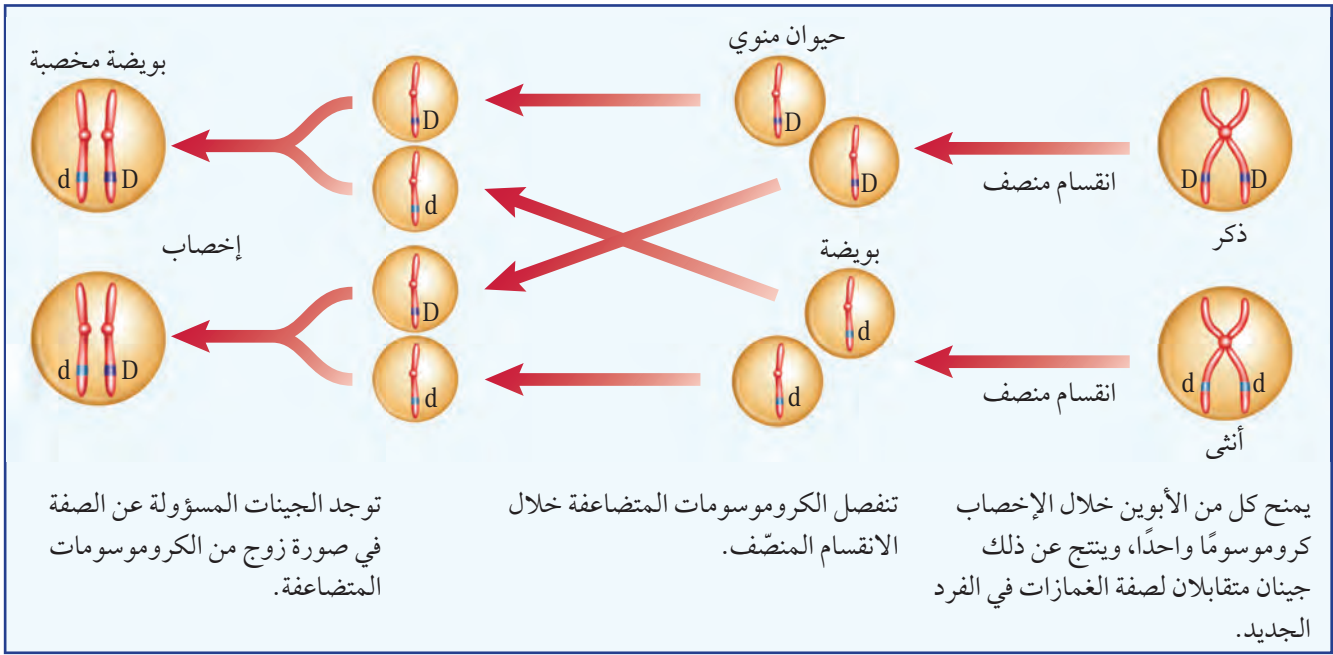 حيوان منوي
بويضة مخصبة
D
D
D D
d D
انقسام منصف
d
ذكر
إخصاب
بويضة
D
d
d D
d
d d
انقسام منصف
d
أنثى
يمنح كل من الأبوين خلال الإخصاب
كروموسومًا واحدًا، وينتج عن ذلك
جينان متقابلان لصفة الغمازات في الفرد
الجديد.
تنفصل الكروموسومات المتضاعفة خلال
الانقسام المنصّف.
توجد الجينات المسؤولة عن الصفة
في صورة زوج من الكروموسومات
المتضاعفة.